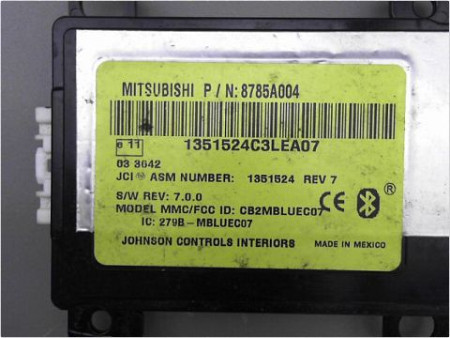 MITSUBISHI P / N: 8785A004
1351524C3LEA07
e 11
03 3642
JCI ASM NUMBER: 1351524 REV 7
S/W REV: 7.0.0
MODEL MMC/FCC ID: CB2MBLUEC07
IC: 279B-MBLUEC07
CE ®
JOHNSON CONTROLS INTERIORS MADE IN MEXICO